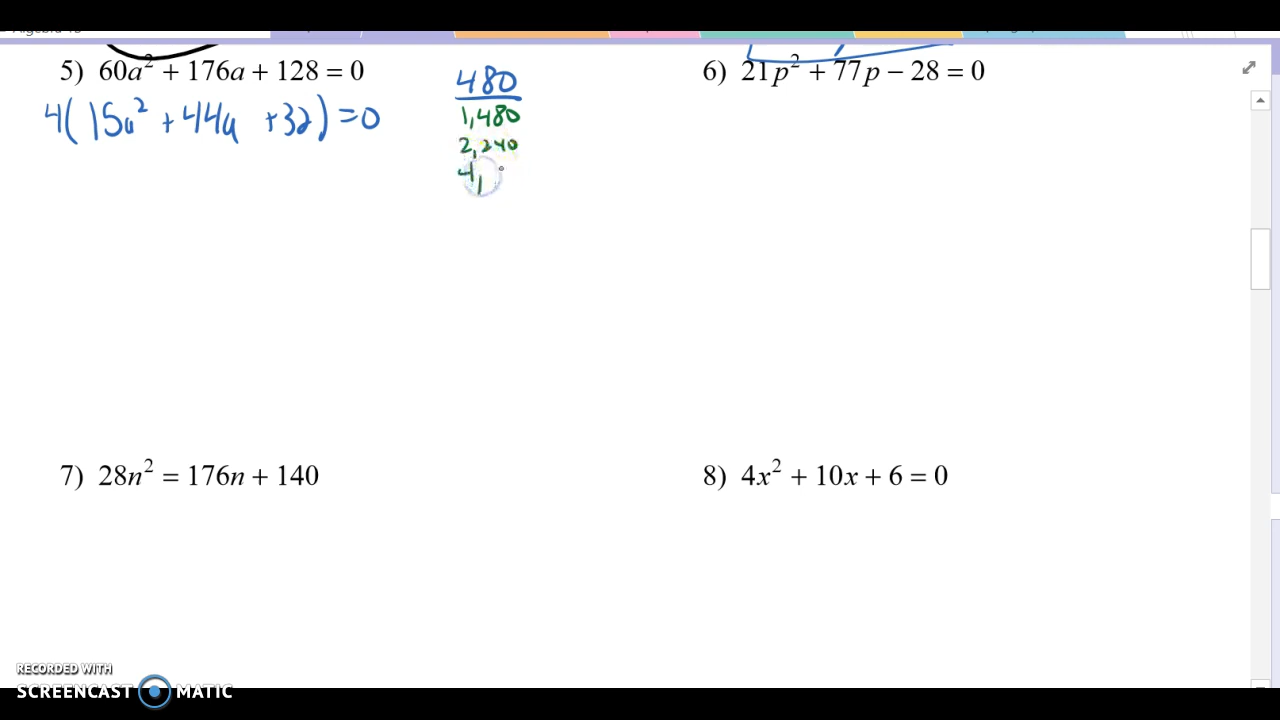 5) 60a² + 176a + 128 = 0
4(15a² + 44a + 32) = 0
480
1, 480
2, 240
4,
6) 21p² + 77p − 28 = 0
7) 28n² = 176n + 140
8) 4x² + 10x + 6 = 0
RECORDED WITH
SCREENCAST MATIC